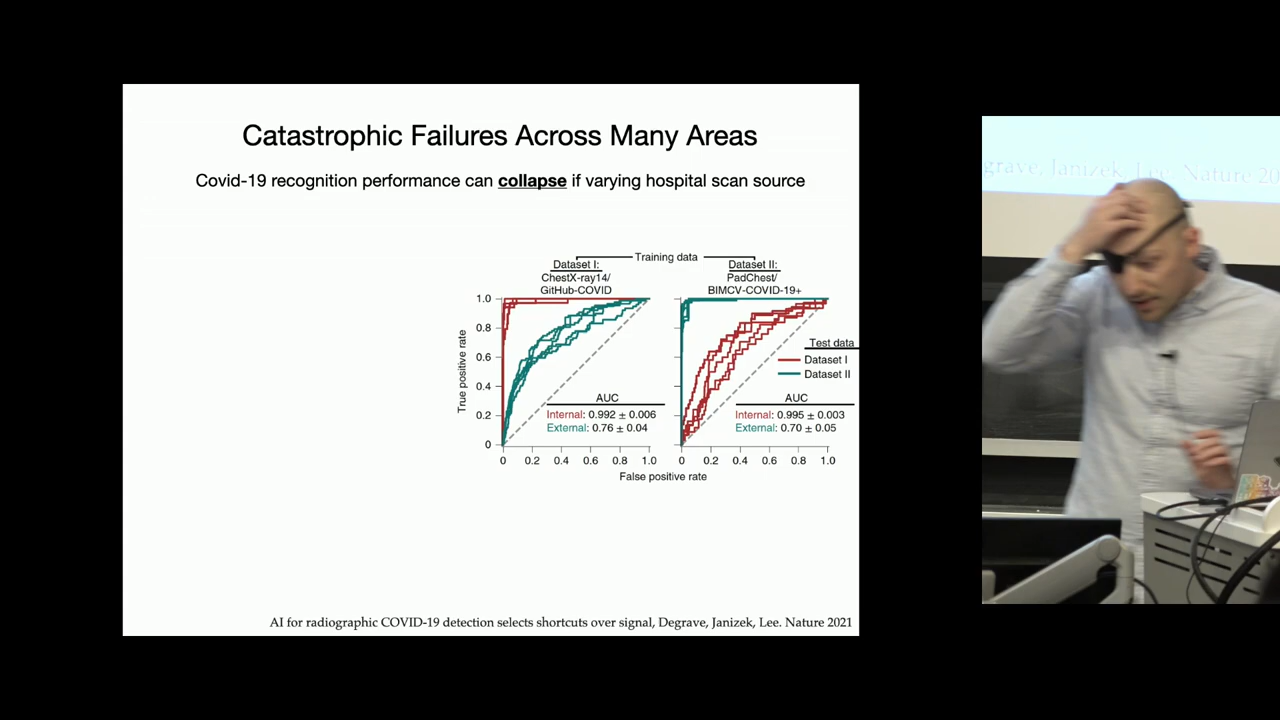 Catastrophic Failures Across Many Areas
Covid-19 recognition performance can collapse if varying hospital scan source
Training data
Dataset I:
ChestX-ray14/
GitHub-COVID
Dataset II:
PadChest/
BIMCV-COVID-19+
True positive rate
1.0
0.8
0.6
0.4
0.2
0
AUC
Internal: 0.992 ± 0.006
External: 0.76 ± 0.04
0 0.2 0.4 0.6 0.8 1.0
Test data
Dataset I
Dataset II
AUC
Internal: 0.995 ± 0.003
External: 0.70 ± 0.05
0 0.2 0.4 0.6 0.8 1.0
False positive rate
AI for radiographic COVID-19 detection selects shortcuts over signal, Degrave, Janizek, Lee. Nature 2021
grave, Janizek, Lee. Nature 20